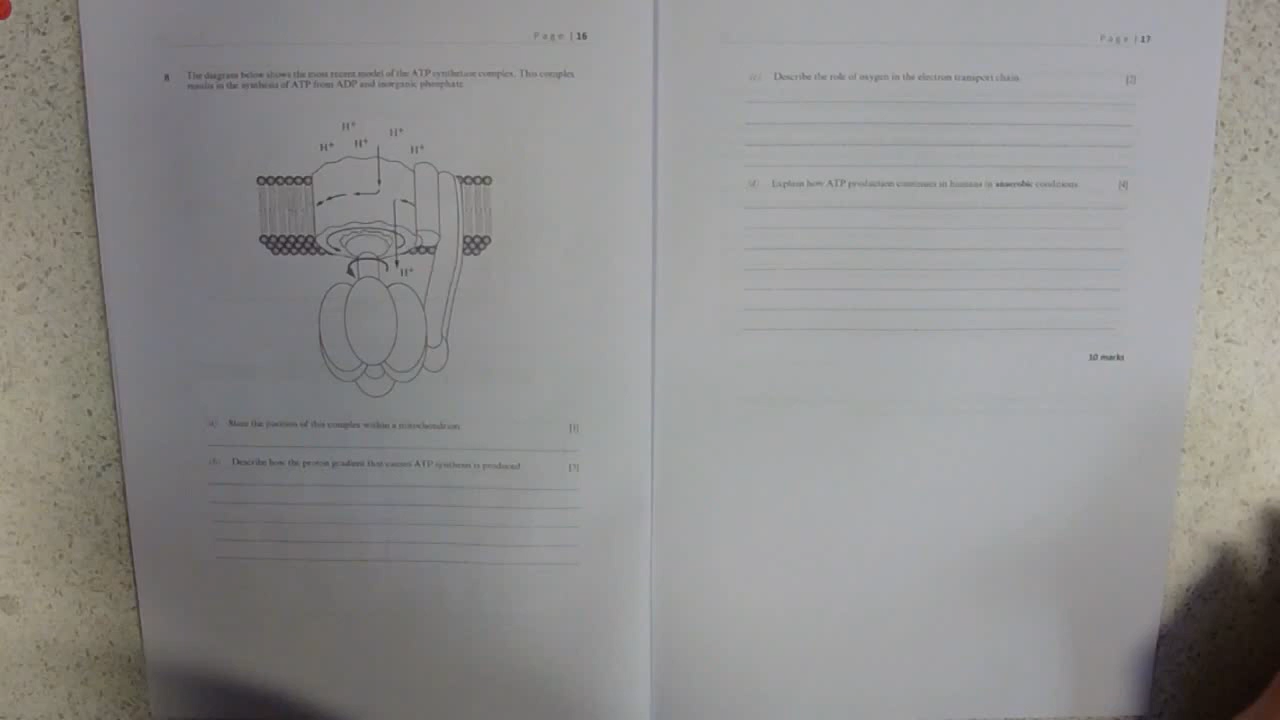 Page | 16
8 The diagram below shows the most recent model of the ATP synthetase complex. This complex
results in the synthesis of ATP from ADP and inorganic phosphate.
H+
H+
H+
H+
H+
H+
(a) State the position of this complex within a mitochondrion. [1]
(b) Describe how the proton gradient that causes ATP synthesis is produced. [3]
Page | 17
(c) Describe the role of oxygen in the electron transport chain. [2]
(d) Explain how ATP production continues in humans in anaerobic conditions. [4]
10 marks